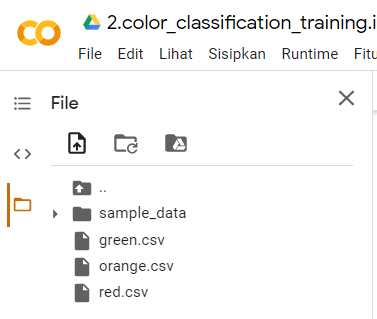 2.color_classification_training.i
File Edit Lihat Sisipkan Runtime Fitu
File
..
sample_data
green.csv
orange.csv
red.csv